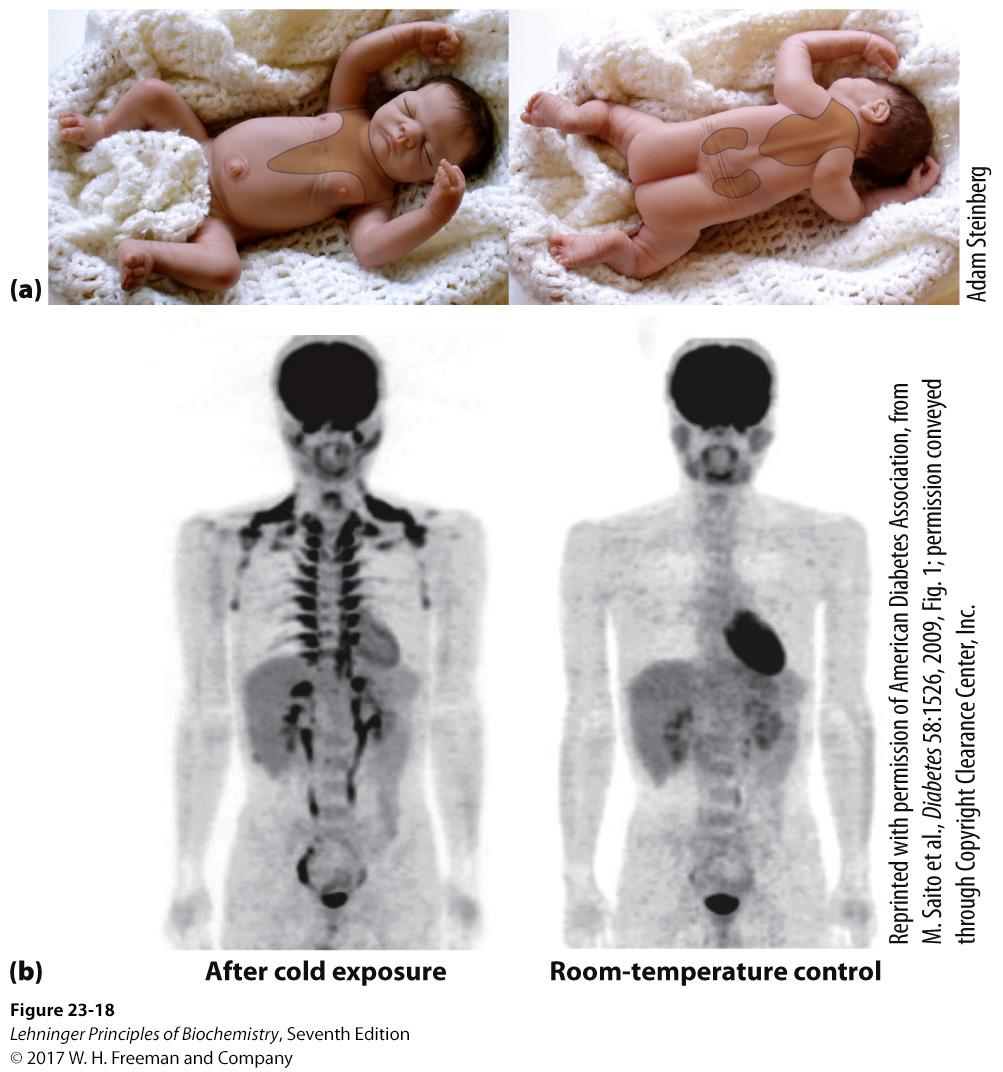 Adam Steinberg
(a)
Reprinted with permission of American Diabetes Association, from
M. Saito et al., Diabetes 58:1526, 2009, Fig. 1; permission conveyed
through Copyright Clearance Center, Inc.
(b)
After cold exposure
Room-temperature control
Figure 23-18
Lehninger Principles of Biochemistry, Seventh Edition
© 2017 W. H. Freeman and Company